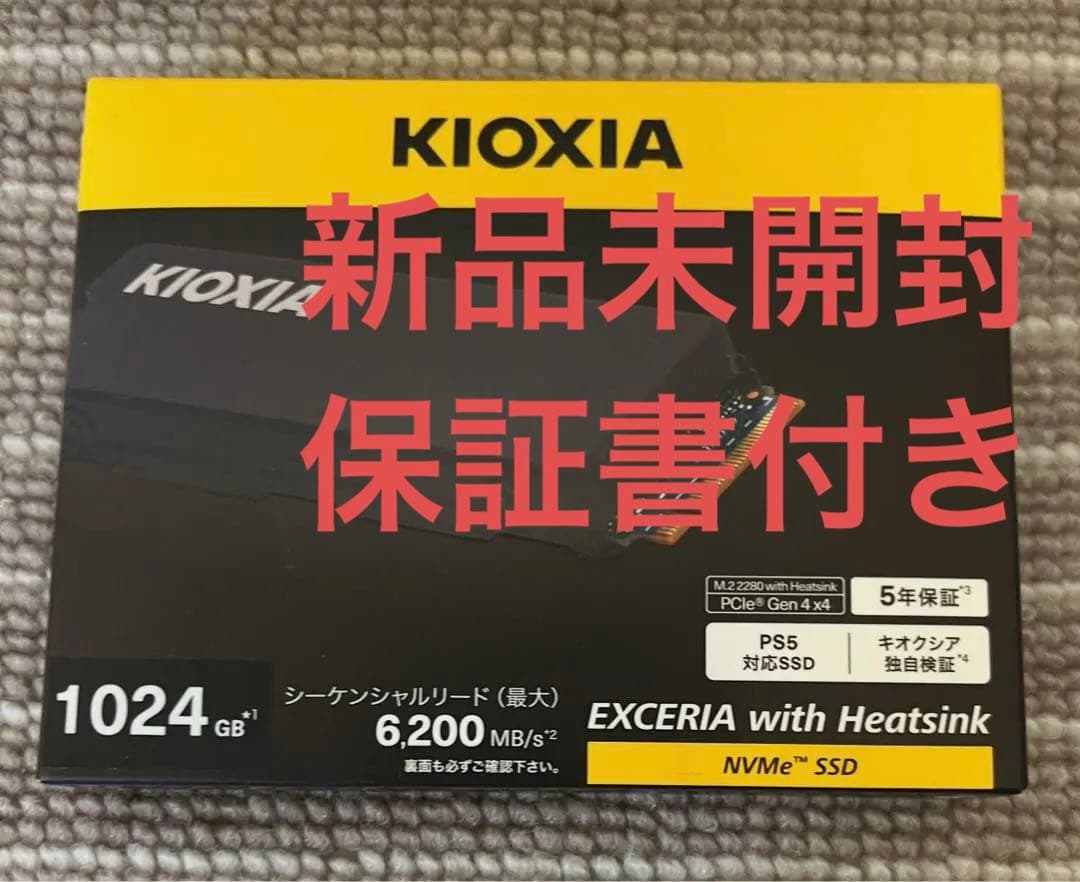 KIOXIA
新品未開封
KIOXIA
保証書付き
M.2 2280 with Heatsink
PCIe® Gen 4 x4
5年保証*3
PS5
対応SSD
キオクシア
独自検証*4
1024 GB*1
シーケンシャルリード（最大）
6,200 MB/s*2
裏面も必ずご確認下さい。
EXCERIA with Heatsink
NVMe™ SSD